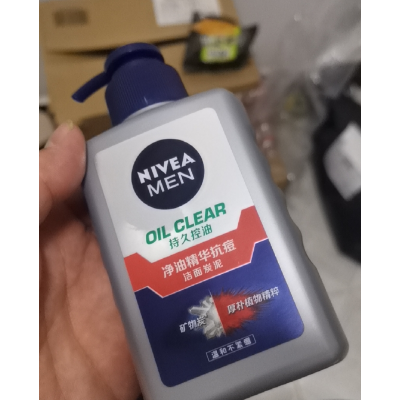 NIVEA
MEN
OIL CLEAR
持久控油
净油精华抗痘
洁面炭泥
矿物炭
厚朴植物精粹
温和不紧绷